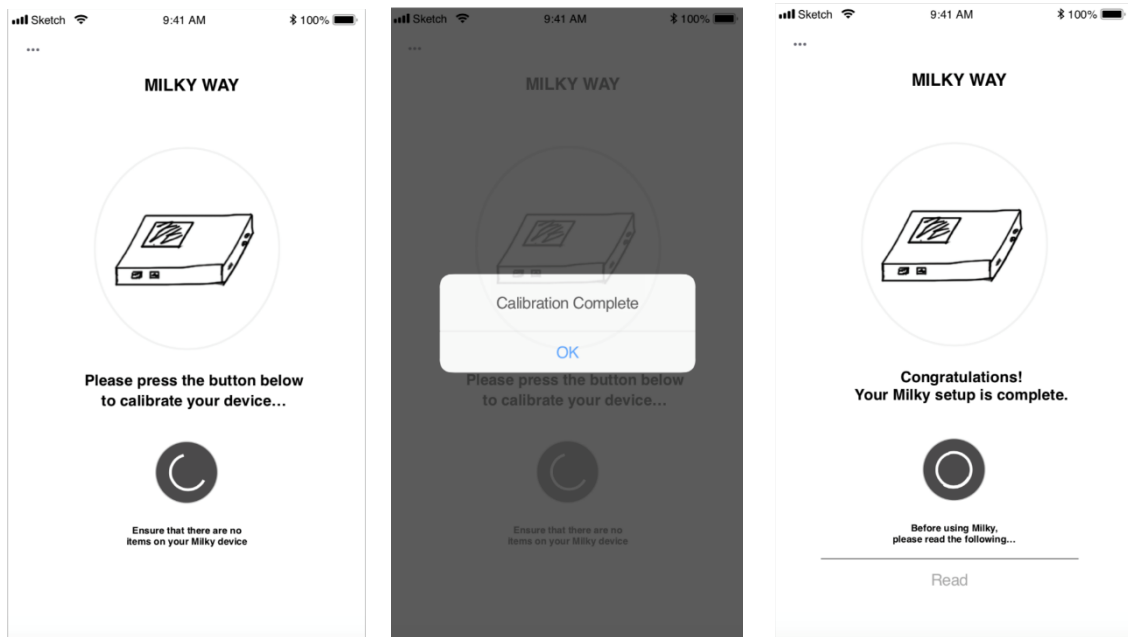 Sketch 9:41 AM 100%
MILKY WAY
Please press the button below
to calibrate your device...
Ensure that there are no
items on your Milky device
Sketch 9:41 AM 100%
MILKY WAY
Calibration Complete
OK
Please press the button below
to calibrate your device...
Ensure that there are no
items on your Milky device
Sketch 9:41 AM 100%
MILKY WAY
Congratulations!
Your Milky setup is complete.
Before using Milky,
please read the following...
Read